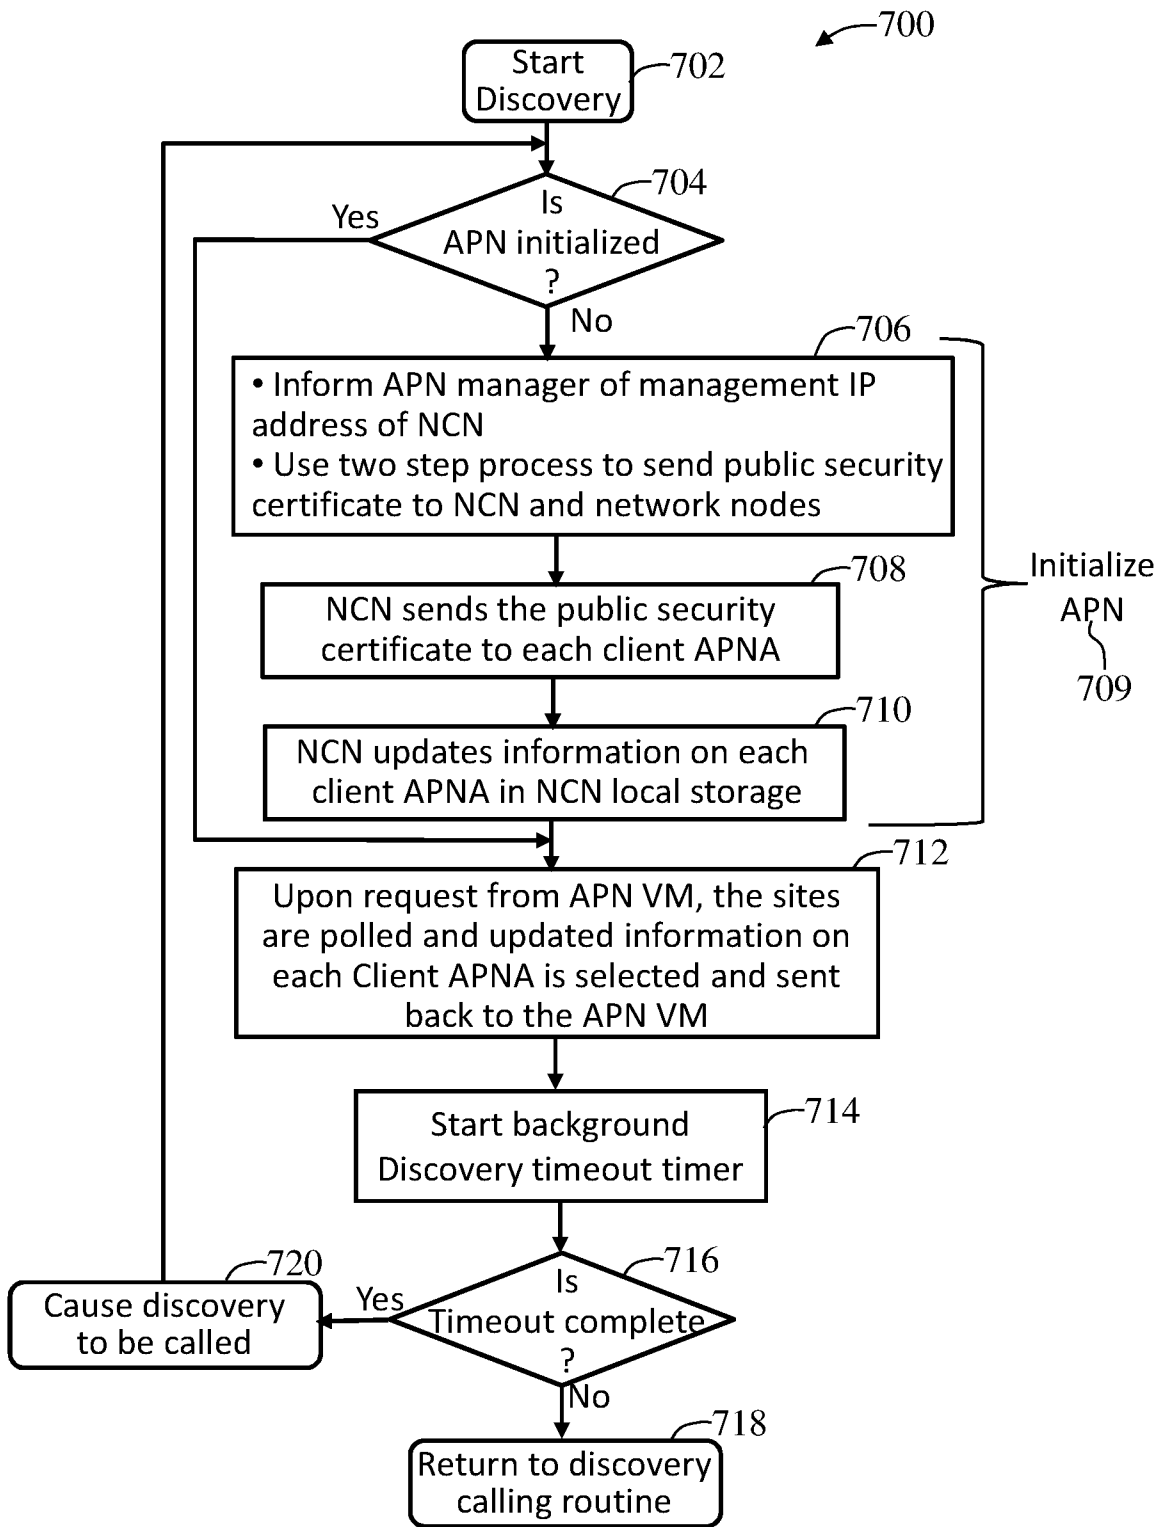 700
Start
Discovery
702
704
Is
APN initialized
?
Yes
No
706
• Inform APN manager of management IP
address of NCN
• Use two step process to send public security
certificate to NCN and network nodes
708
NCN sends the public security
certificate to each client APNA
Initialize
APN
709
710
NCN updates information on each
client APNA in NCN local storage
712
Upon request from APN VM, the sites
are polled and updated information on
each Client APNA is selected and sent
back to the APN VM
714
Start background
Discovery timeout timer
716
Is
Timeout complete
?
Yes
No
720
Cause discovery
to be called
718
Return to discovery
calling routine